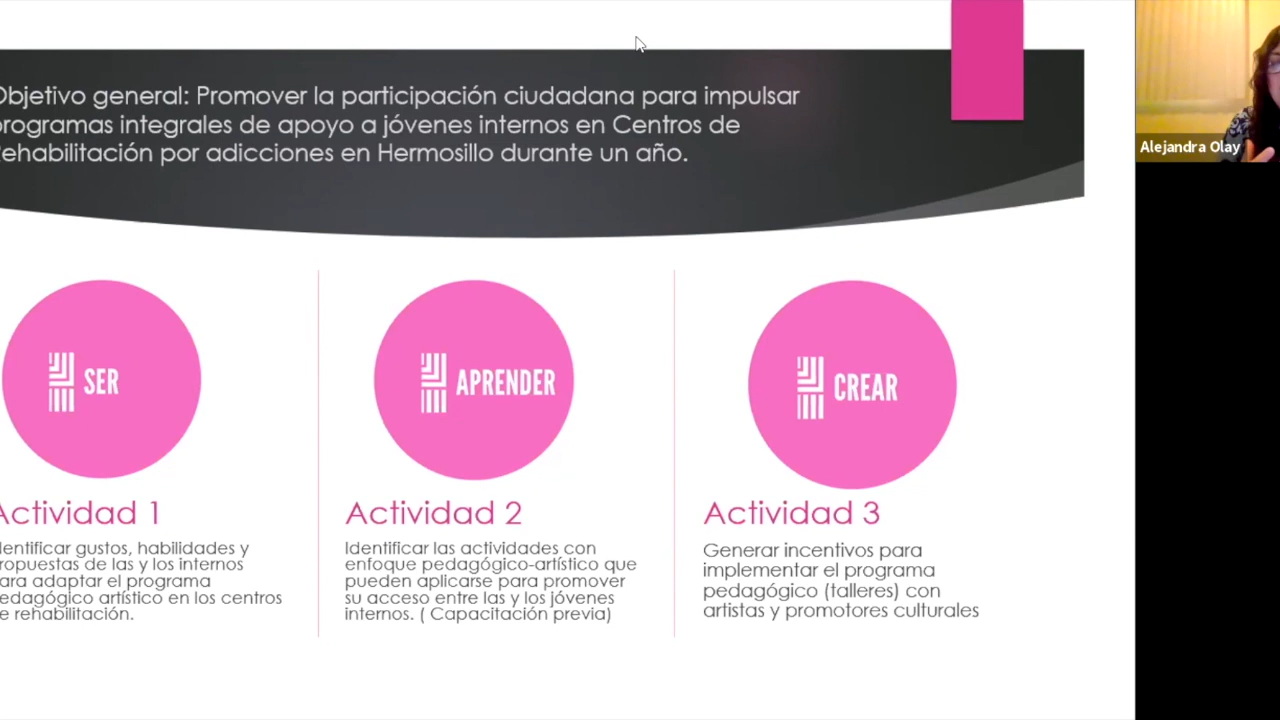 Objetivo general: Promover la participación ciudadana para impulsar
programas integrales de apoyo a jóvenes internos en Centros de
Rehabilitación por adicciones en Hermosillo durante un año.
Alejandra Olay
SER
APRENDER
CREAR
Actividad 1
Identificar gustos, habilidades y
propuestas de las y los internos
para adaptar el programa
pedagógico artístico en los centros
de rehabilitación.
Actividad 2
Identificar las actividades con
enfoque pedagógico-artístico que
pueden aplicarse para promover
su acceso entre las y los jóvenes
internos. ( Capacitación previa)
Actividad 3
Generar incentivos para
implementar el programa
pedagógico (talleres) con
artistas y promotores culturales